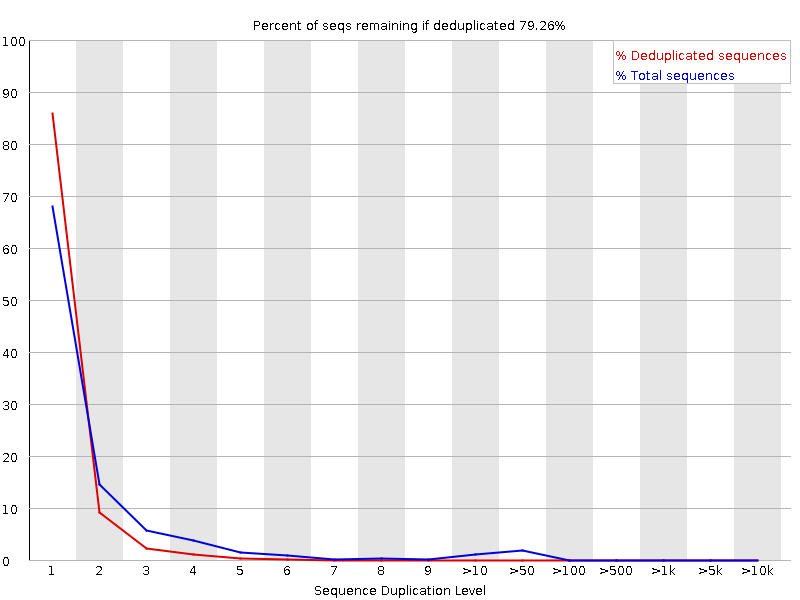 Percent of seqs remaining if deduplicated 79.26%
% Deduplicated sequences
% Total sequences
100
90
80
70
60
50
40
30
20
10
0
1 2 3 4 5 6 7 8 9 >10 >50 >100 >500 >1k >5k >10k
Sequence Duplication Level